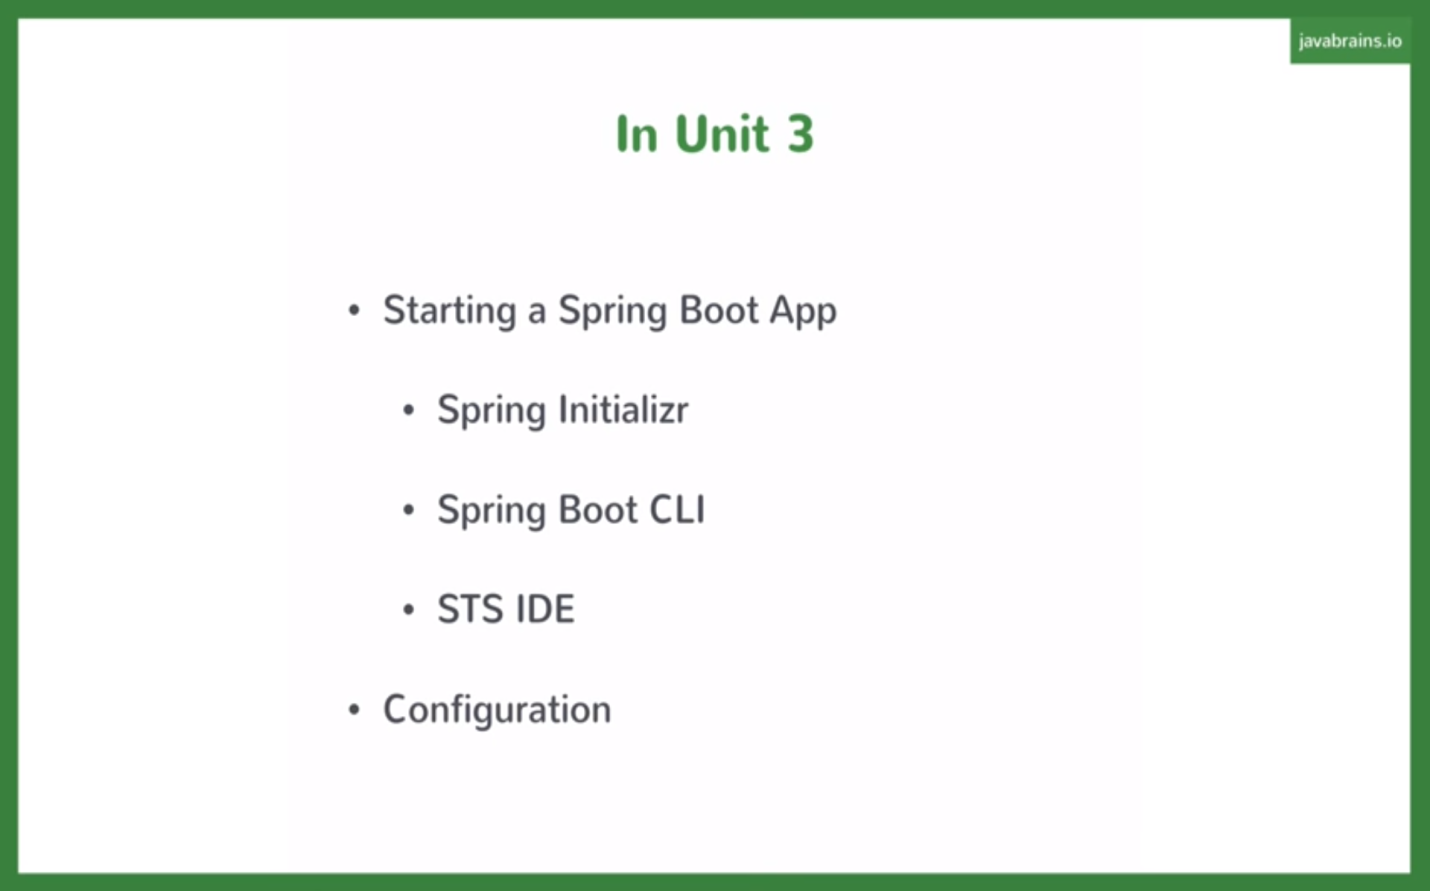 javabrains.io
In Unit 3
• Starting a Spring Boot App
• Spring Initializr
• Spring Boot CLI
• STS IDE
• Configuration